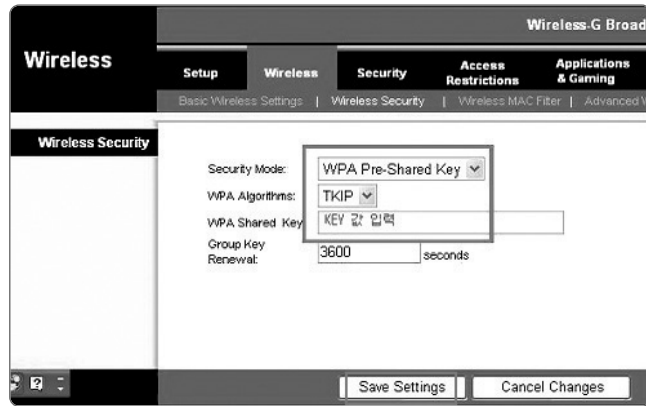 Wireless-G Broad
Wireless
Setup
Wireless
Security
Access
Restrictions
Applications
& Gaming
Basic Wireless Settings | Wireless Security | Wireless MAC Filter | Advanced W
Wireless Security
Security Mode: WPA Pre-Shared Key
WPA Algorithms: TKIP
WPA Shared Key KEY 값 입력
Group Key
Renewal: 3600 seconds
Save Settings
Cancel Changes